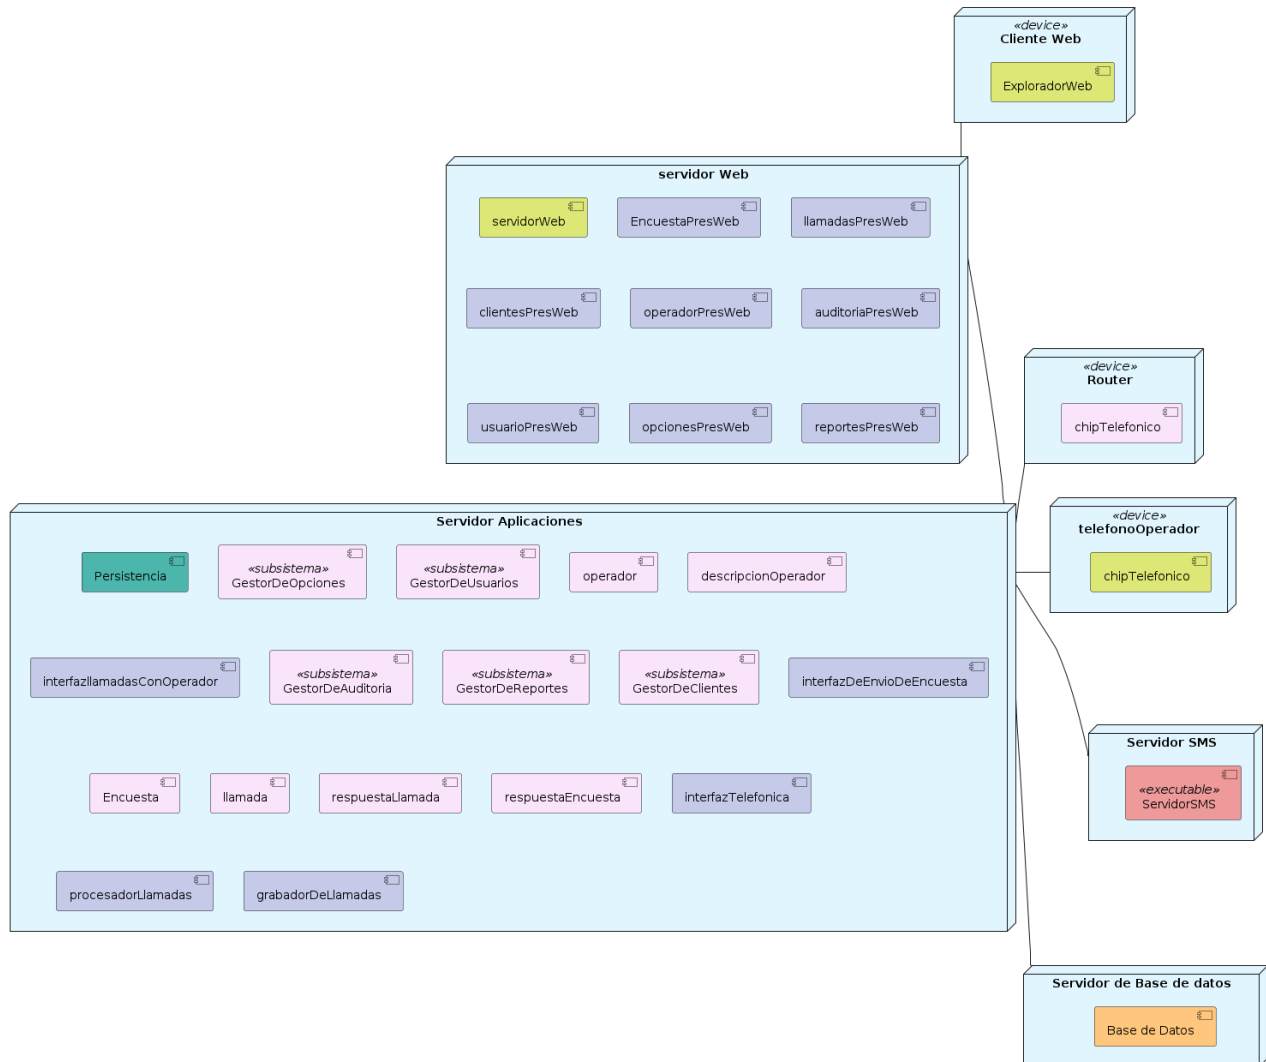 «device»
Cliente Web
ExploradorWeb
servidor Web
servidorWeb
EncuestaPresWeb
llamadasPresWeb
clientesPresWeb
operadorPresWeb
auditoriaPresWeb
usuarioPresWeb
opcionesPresWeb
reportesPresWeb
«device»
Router
chipTelefonico
«device»
telefonoOperador
chipTelefonico
Servidor Aplicaciones
Persistencia
«subsistema»
GestorDeOpciones
«subsistema»
GestorDeUsuarios
operador
descripcionOperador
interfazllamadasConOperador
«subsistema»
GestorDeAuditoria
«subsistema»
GestorDeReportes
«subsistema»
GestorDeClientes
interfazDeEnvioDeEncuesta
Encuesta
llamada
respuestaLlamada
respuestaEncuesta
interfazTelefonica
procesadorLlamadas
grabadorDeLlamadas
Servidor SMS
«executable»
ServidorSMS
Servidor de Base de datos
Base de Datos